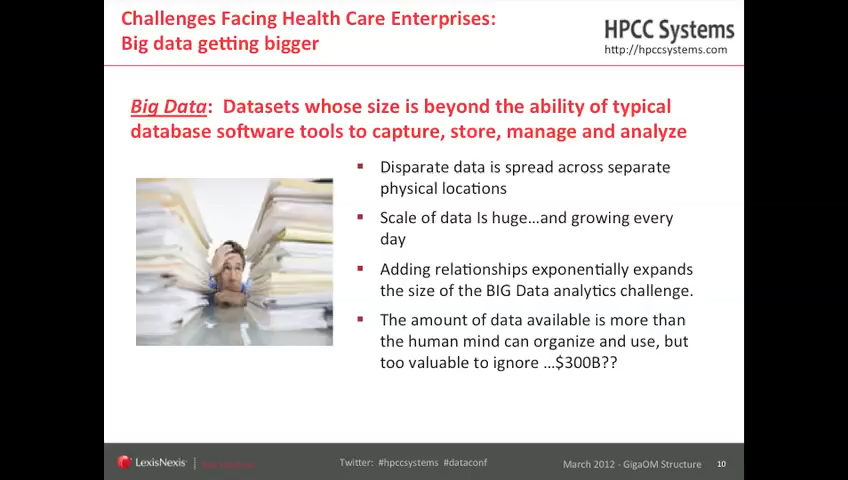 Challenges Facing Health Care Enterprises:
Big data getting bigger
HPCC Systems
http://hpccsystems.com
Big Data: Datasets whose size is beyond the ability of typical
database software tools to capture, store, manage and analyze
Disparate data is spread across separate
physical locations
Scale of data Is huge...and growing every
day
Adding relationships exponentially expands
the size of the BIG Data analytics challenge.
The amount of data available is more than
the human mind can organize and use, but
too valuable to ignore ...$300B??
LexisNexis
Twitter: #hpccsystems #dataconf
March 2012 - GigaOM Structure
10